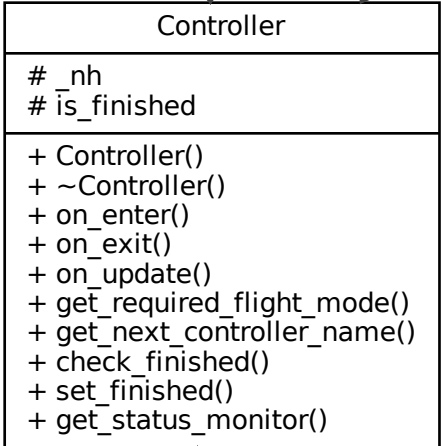 Controller
# _nh
# is_finished
+ Controller()
+ ~Controller()
+ on_enter()
+ on_exit()
+ on_update()
+ get_required_flight_mode()
+ get_next_controller_name()
+ check_finished()
+ set_finished()
+ get_status_monitor()